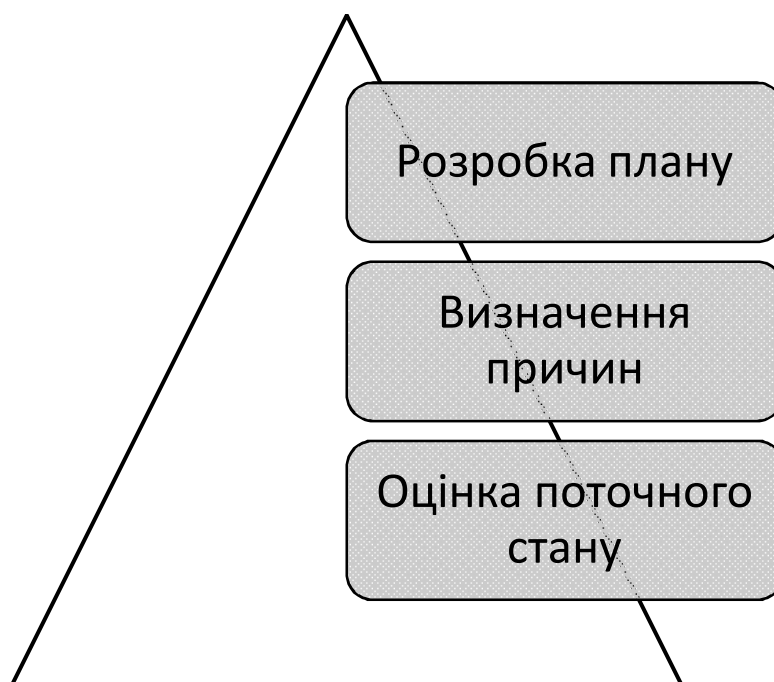 Розробка плану
Визначення
причин
Оцінка поточного
стану